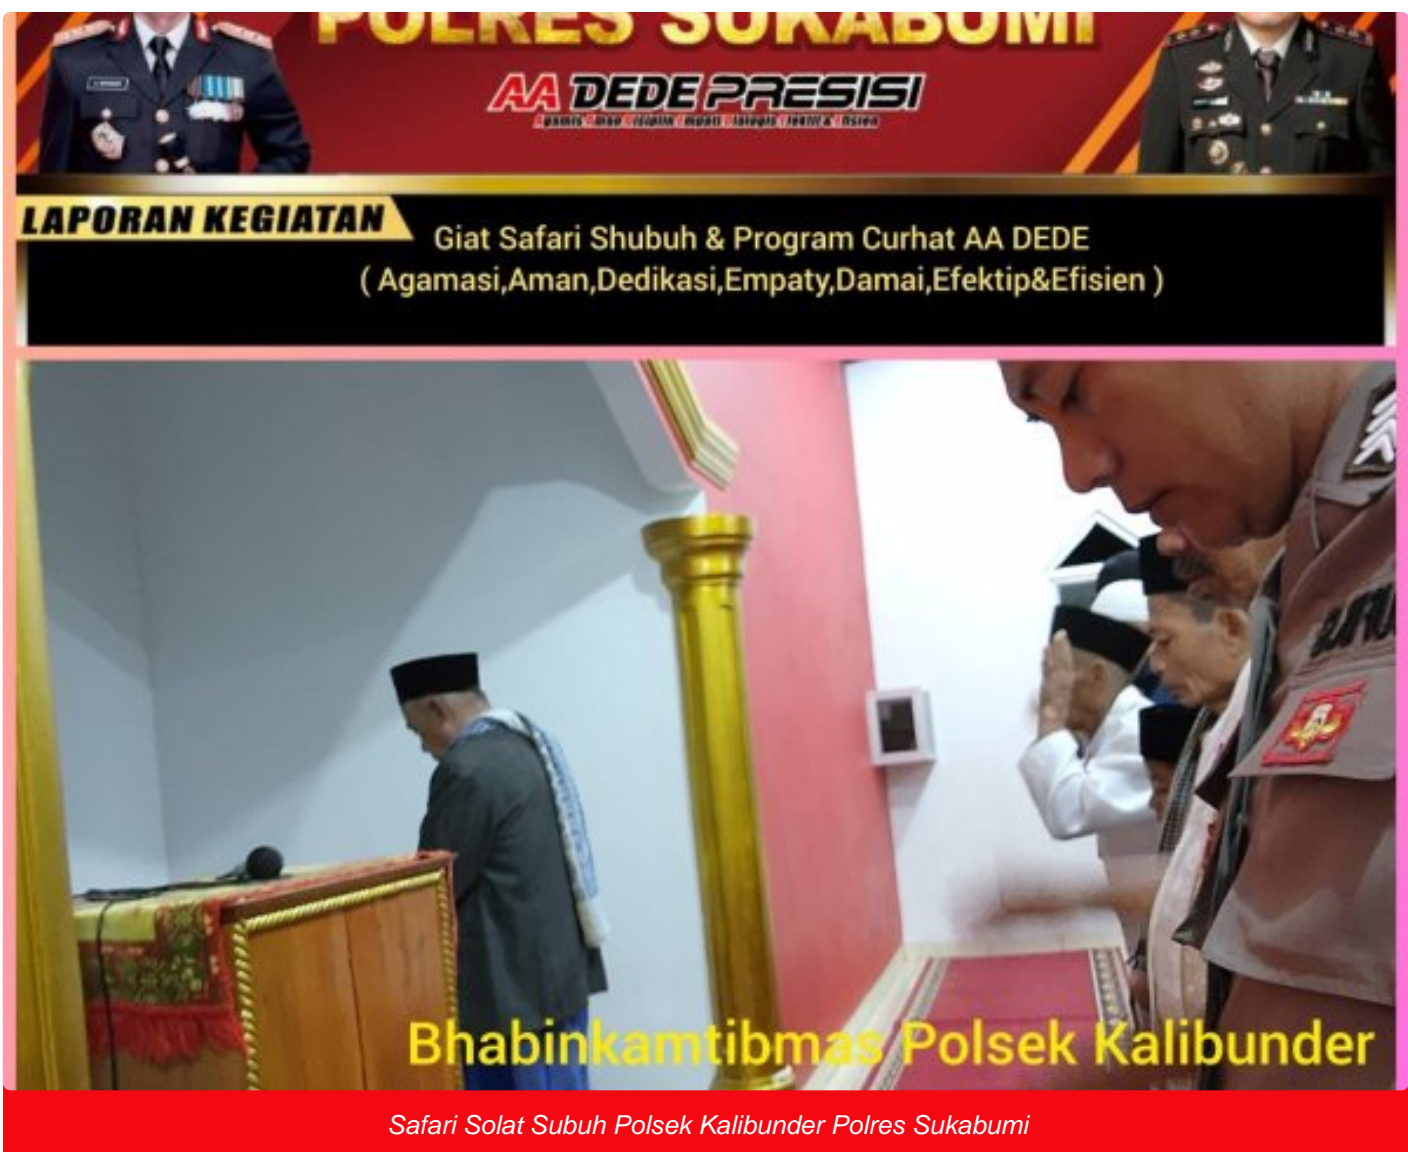 POLRES SUKABUMI
AA DEDE PRESISI
LAPORAN KEGIATAN
Giat Safari Shubuh & Program Curhat AA DEDE
( Agamasi,Aman,Dedikasi,Empaty,Damai,Efektip&Efisien )
Bhabinkamtibmas Polsek Kalibunder
Safari Solat Subuh Polsek Kalibunder Polres Sukabumi